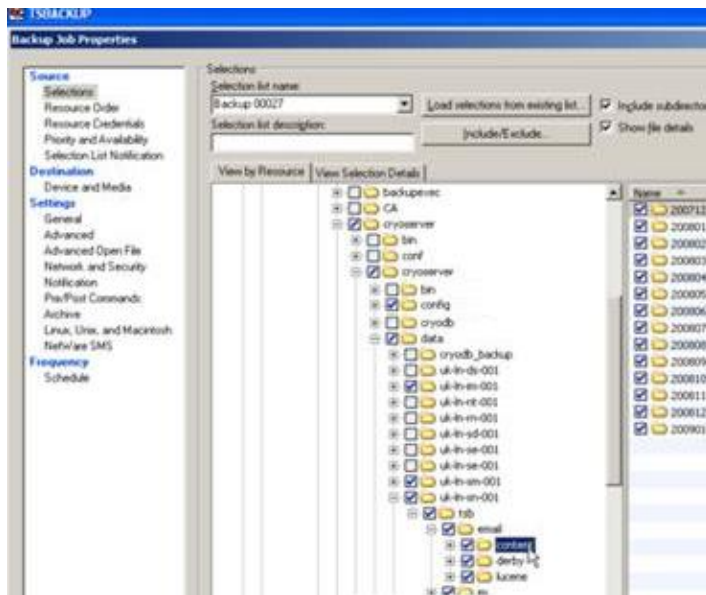 TSBACKUP
Backup Job Properties
Source
Selections
Resource Order
Resource Credentials
Priority and Availability
Selection List Notification
Destination
Device and Media
Settings
General
Advanced
Advanced Open File
Network and Security
Notification
Pre/Post Commands
Archive
Linux, Unix, and Macintosh
NetWare SMS
Frequency
Schedule
Selections
Selection list name:
Backup 00027
Load selections from existing list...
Include subdirector
Selection list description:
Include/Exclude...
Show file details
View by Resource
View Selection Details
backupexec
CA
cryoserver
bin
conf
cryoserver
bin
config
cryodb
data
cryodb_backup
uk-ln-ds-001
uk-ln-en-001
uk-ln-nt-001
uk-ln-rn-001
uk-ln-sd-001
uk-ln-se-001
uk-ln-se-001
uk-ln-sm-001
uk-ln-sn-001
tsb
email
content
derby
lucene
Name
200712
200801
200802
200803
200804
200805
200806
200807
200808
200809
200810
200811
200812
200901